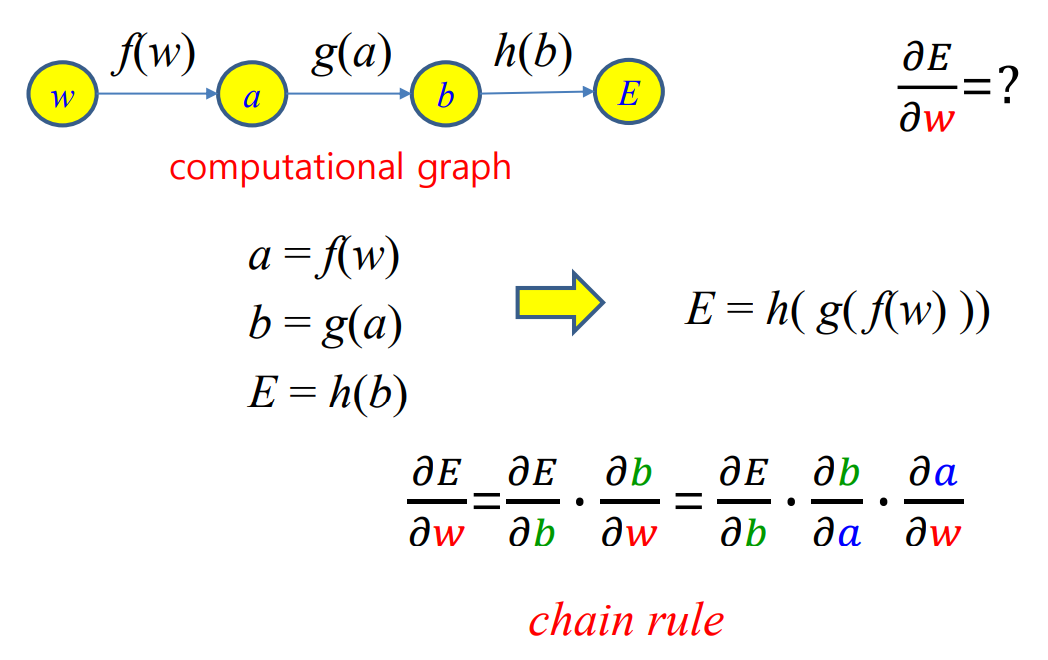 f(w) g(a) h(b)
w a b E
∂E/∂w=?
computational graph
a = f(w)
b = g(a)
E = h(b)
E = h( g( f(w) ))
∂E/∂w=∂E/∂b · ∂b/∂w = ∂E/∂b · ∂b/∂a · ∂a/∂w
chain rule